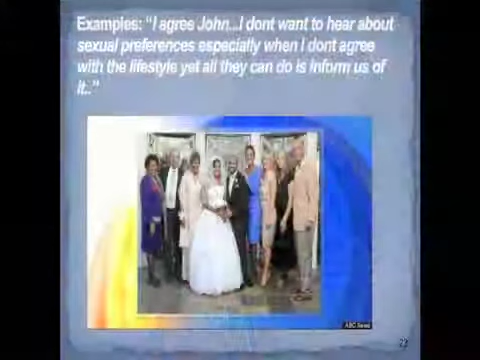 Examples: "I agree John...I dont want to hear about
sexual preferences especially when I dont agree
with the lifestyle yet all they can do is inform us of
it.."
ABC News
22